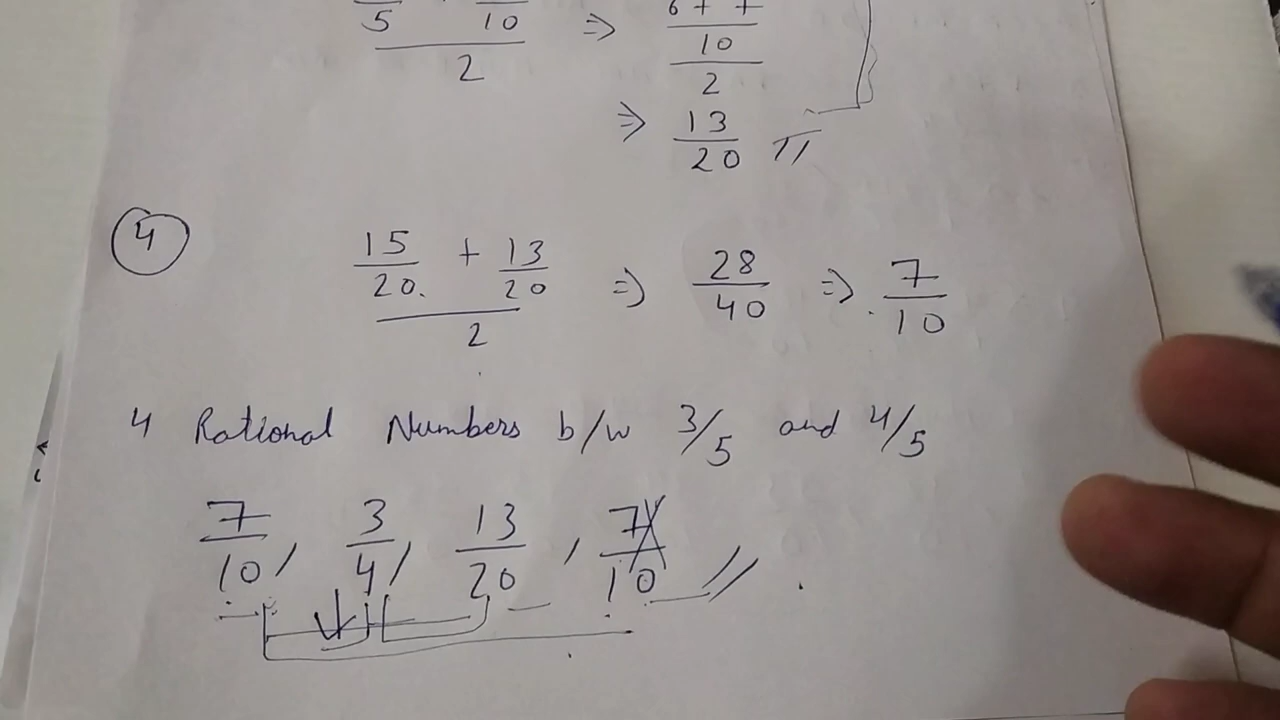 5 10 ⇒ 6+7
2 10
2
⇒ 13/20
4
15/20 + 13/20 ⇒ 28/40 ⇒ 7/10
2
4 Rational Numbers b/w 3/5 and 4/5
7/10, 3/4, 13/20, 7/10